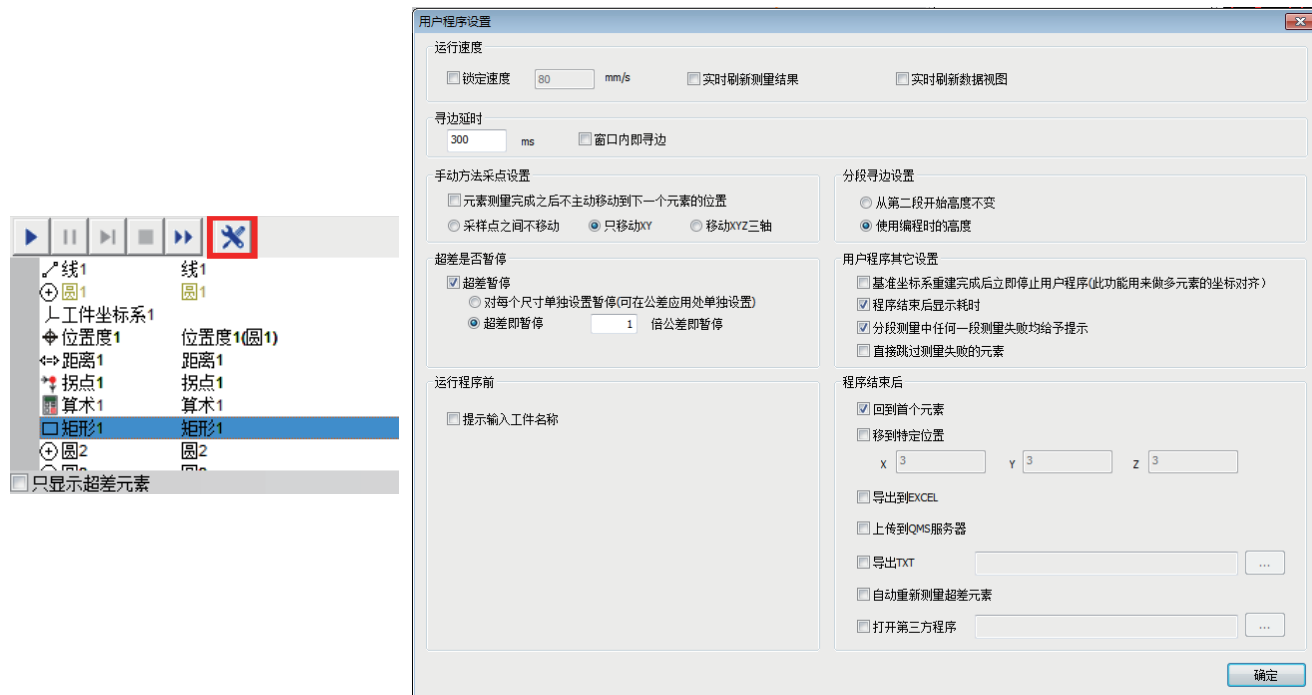 线1 线1
圆1 圆1
工件坐标系1
位置度1 位置度1(圆1)
距离1 距离1
拐点1 拐点1
算术1 算术1
矩形1 矩形1
圆2 圆2
只显示超差元素
用户程序设置
运行速度
锁定速度 80 mm/s 实时刷新测量结果 实时刷新数据视图
寻边延时
300 ms 窗口内即寻边
手动方法采点设置
元素测量完成之后不主动移动到下一个元素的位置
采样点之间不移动 只移动XY 移动XYZ三轴
分段寻边设置
从第二段开始高度不变
使用编程时的高度
超差是否暂停
超差暂停
对每个尺寸单独设置暂停(可在公差应用处单独设置)
超差即暂停 1 倍公差即暂停
用户程序其它设置
基准坐标系重建完成后立即停止用户程序(此功能用来做多元素的坐标对齐)
程序结束后显示耗时
分段测量中任何一段测量失败均给予提示
直接跳过测量失败的元素
运行程序前
提示输入工件名称
程序结束后
回到首个元素
移到特定位置
X 3 Y 3 Z 3
导出到EXCEL
上传到QMS服务器
导出TXT ...
自动重新测量超差元素
打开第三方程序 ...
确定